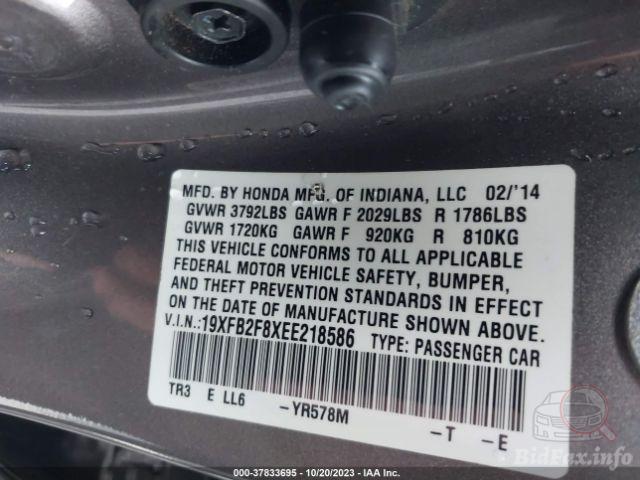 MFD. BY HONDA MFG. OF INDIANA, LLC 02/'14
GVWR 3792LBS GAWR F 2029LBS R 1786LBS
GVWR 1720KG GAWR F 920KG R 810KG
THIS VEHICLE CONFORMS TO ALL APPLICABLE
FEDERAL MOTOR VEHICLE SAFETY, BUMPER,
AND THEFT PREVENTION STANDARDS IN EFFECT
ON THE DATE OF MANUFACTURE SHOWN ABOVE.
V.I.N.:19XFB2F8XEE218586 TYPE: PASSENGER CAR
TR3 E LL6 -YR578M -T -E
BidFax.info
000-37833695 - 10/20/2023 - IAA Inc.